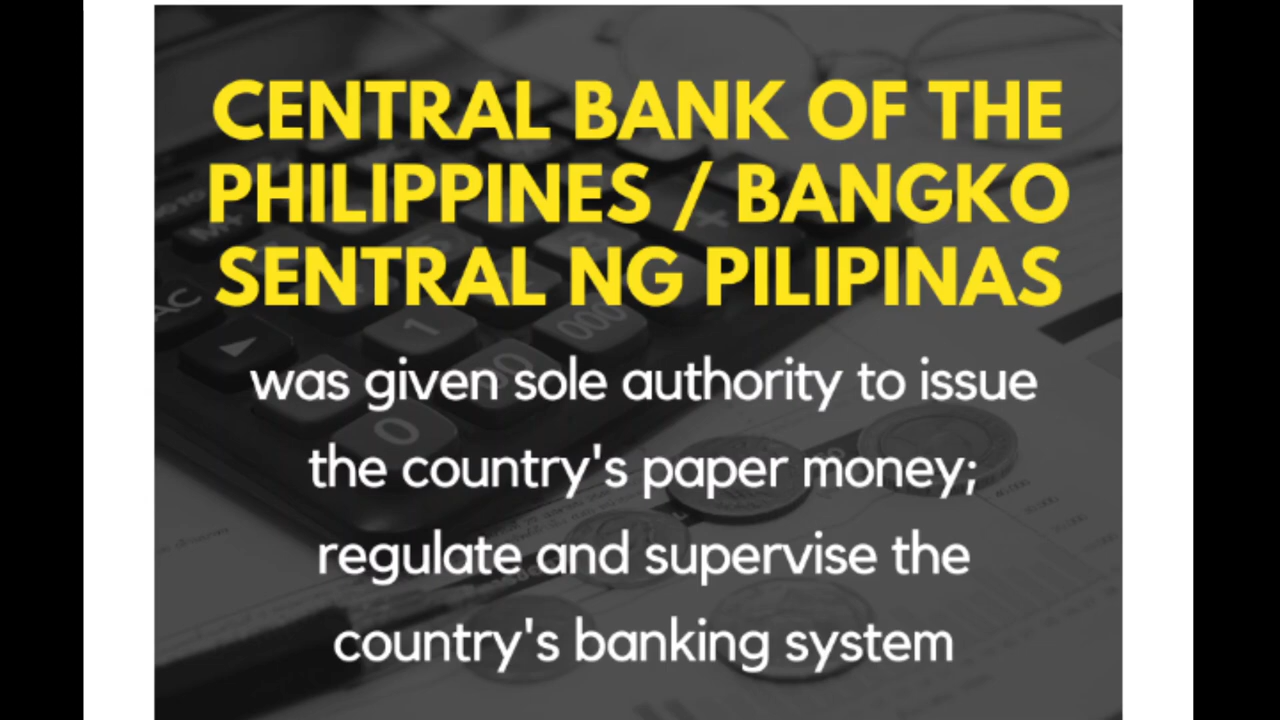 CENTRAL BANK OF THE
PHILIPPINES / BANGKO
SENTRAL NG PILIPINAS
was given sole authority to issue
the country's paper money;
regulate and supervise the
country's banking system